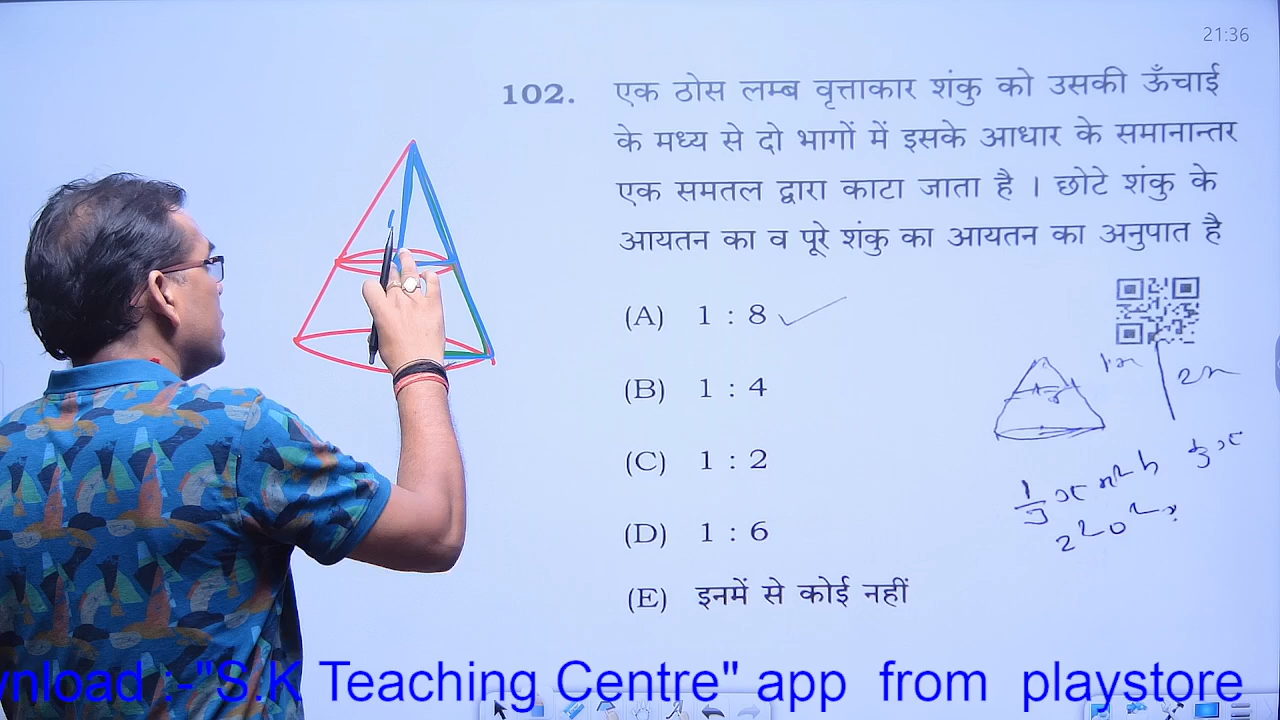 21:36
102. एक ठोस लम्ब वृत्ताकार शंकु को उसकी ऊँचाई
के मध्य से दो भागों में इसके आधार के समानान्तर
एक समतल द्वारा काटा जाता है । छोटे शंकु के
आयतन का व पूरे शंकु का आयतन का अनुपात है
(A) 1 : 8
(B) 1 : 4
(C) 1 : 2
(D) 1 : 6
(E) इनमें से कोई नहीं
wnload :-"S.K Teaching Centre" app from playstore